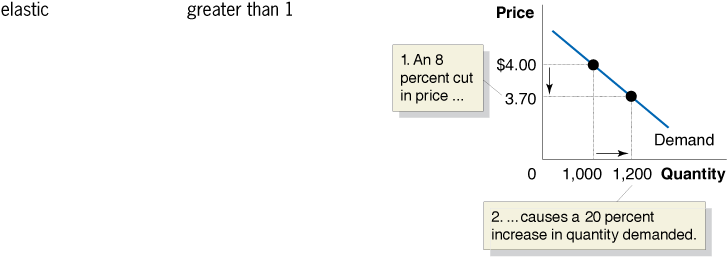 elastic
greater than 1
Price
1. An 8
percent cut
in price ...
$4.00
3.70
Demand
0
1,000
1,200
Quantity
2. ... causes a 20 percent
increase in quantity demanded.